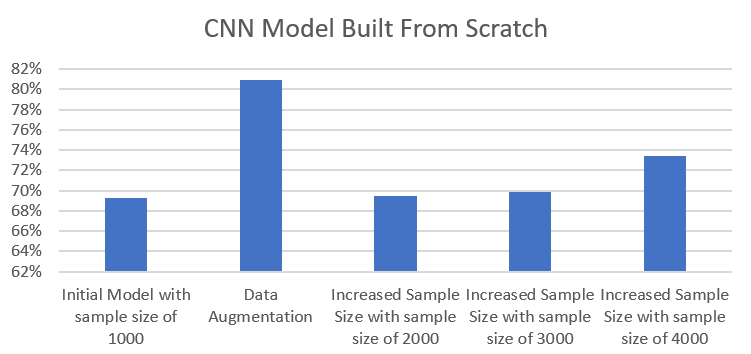 CNN Model Built From Scratch
82%
80%
78%
76%
74%
72%
70%
68%
66%
64%
62%
Initial Model with
sample size of
1000
Data
Augmentation
Increased Sample
Size with sample
size of 2000
Increased Sample
Size with sample
size of 3000
Increased Sample
Size with sample
size of 4000